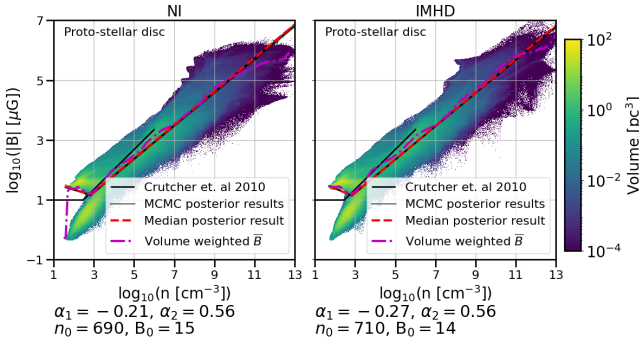 NI
IMHD
Proto-stellar disc
Proto-stellar disc
log₁₀(|B| [μG])
7
5
3
1
−1
Crutcher et. al 2010
MCMC posterior results
Median posterior result
Volume weighted B̅
Crutcher et. al 2010
MCMC posterior results
Median posterior result
Volume weighted B̅
1 3 5 7 9 11 13
1 3 5 7 9 11 13
log₁₀(n [cm⁻³])
log₁₀(n [cm⁻³])
10²
10⁰
10⁻²
10⁻⁴
Volume [pc³]
α₁ = −0.21, α₂ = 0.56
n₀ = 690, B₀ = 15
α₁ = −0.27, α₂ = 0.56
n₀ = 710, B₀ = 14